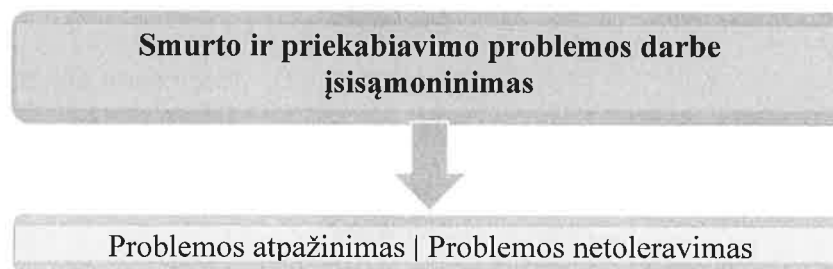 Smurto ir priekabiavimo problemos darbe
įsisąmoninimas
Problemos atpažinimas | Problemos netoleravimas